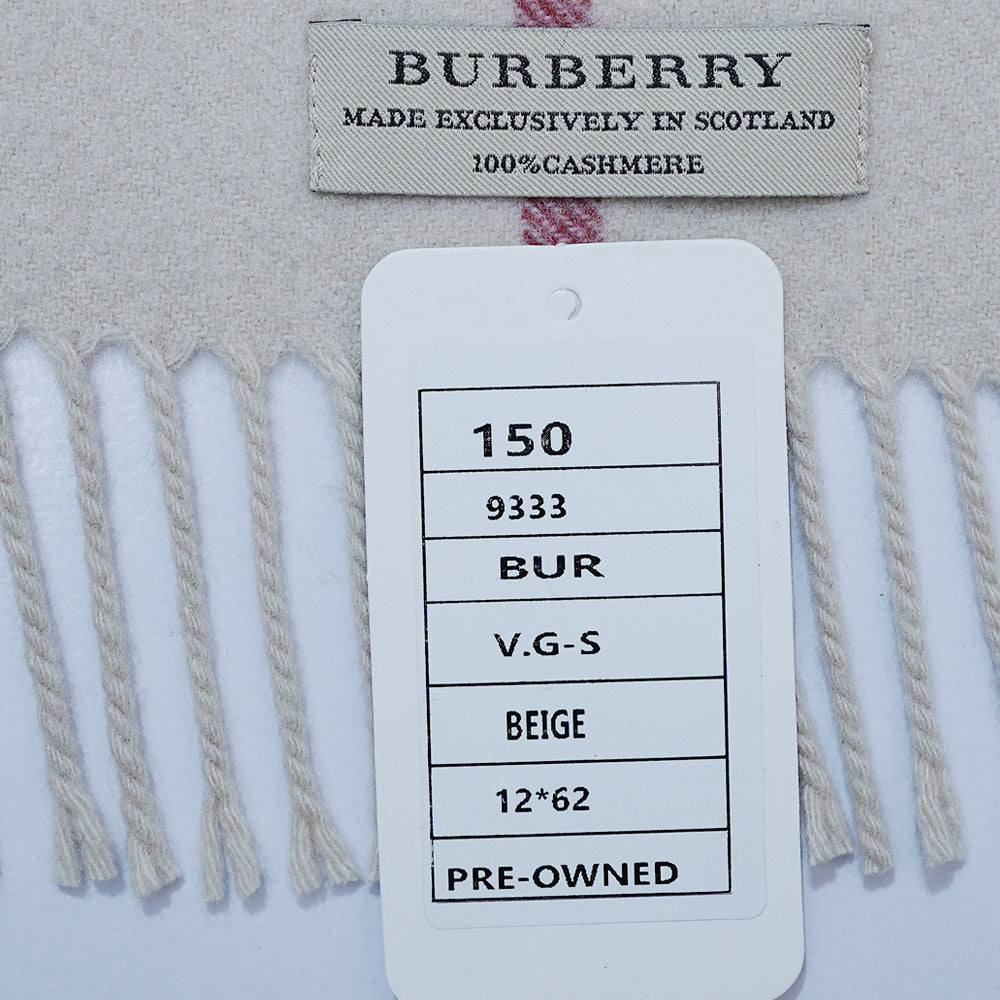 BURBERRY
MADE EXCLUSIVELY IN SCOTLAND
100%CASHMERE
150
9333
BUR
V.G-S
BEIGE
12*62
PRE-OWNED